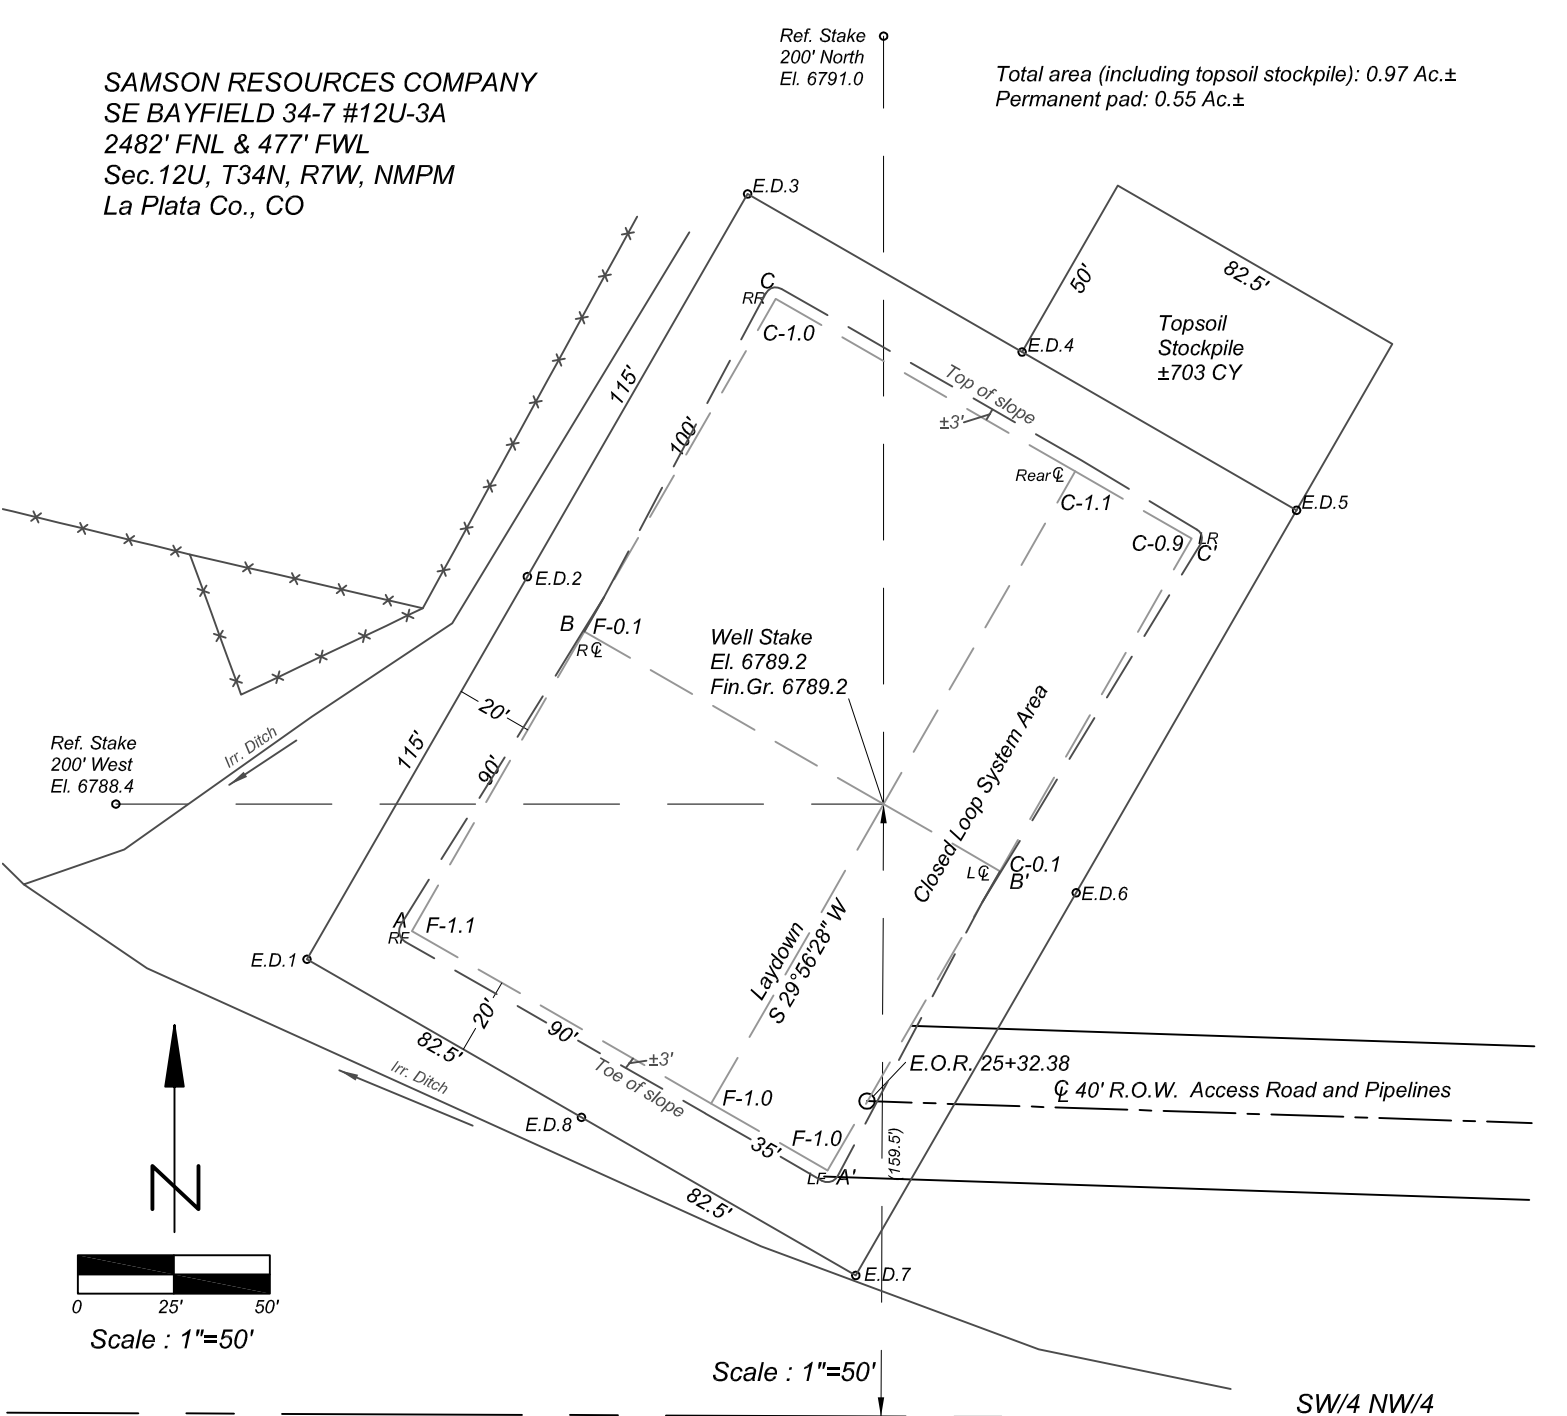 Ref. Stake
200' North
El. 6791.0
SAMSON RESOURCES COMPANY
SE BAYFIELD 34-7 #12U-3A
2482' FNL & 477' FWL
Sec.12U, T34N, R7W, NMPM
La Plata Co., CO
Total area (including topsoil stockpile): 0.97 Ac.±
Permanent pad: 0.55 Ac.±
E.D.3
50'
82.5'
C
RR
C-1.0
Topsoil
Stockpile
±703 CY
E.D.4
115'
Top of slope
±3'
100'
Rear ℄
C-1.1
E.D.5
C-0.9
LR
C'
E.D.2
B
F-0.1
R ℄
Well Stake
El. 6789.2
Fin.Gr. 6789.2
20'
Closed Loop System Area
115'
Irr. Ditch
Ref. Stake
200' West
El. 6788.4
90'
L ℄
C-0.1
B'
E.D.6
A
RF
F-1.1
E.D.1
Laydown
S 29°56'28" W
20'
90'
82.5'
±3'
Toe of slope
Irr. Ditch
E.O.R. 25+32.38
℄ 40' R.O.W. Access Road and Pipelines
F-1.0
E.D.8
F-1.0
35'
(159.5')
LF
A'
82.5'
N
E.D.7
0 25' 50'
Scale : 1"=50'
Scale : 1"=50'
SW/4 NW/4